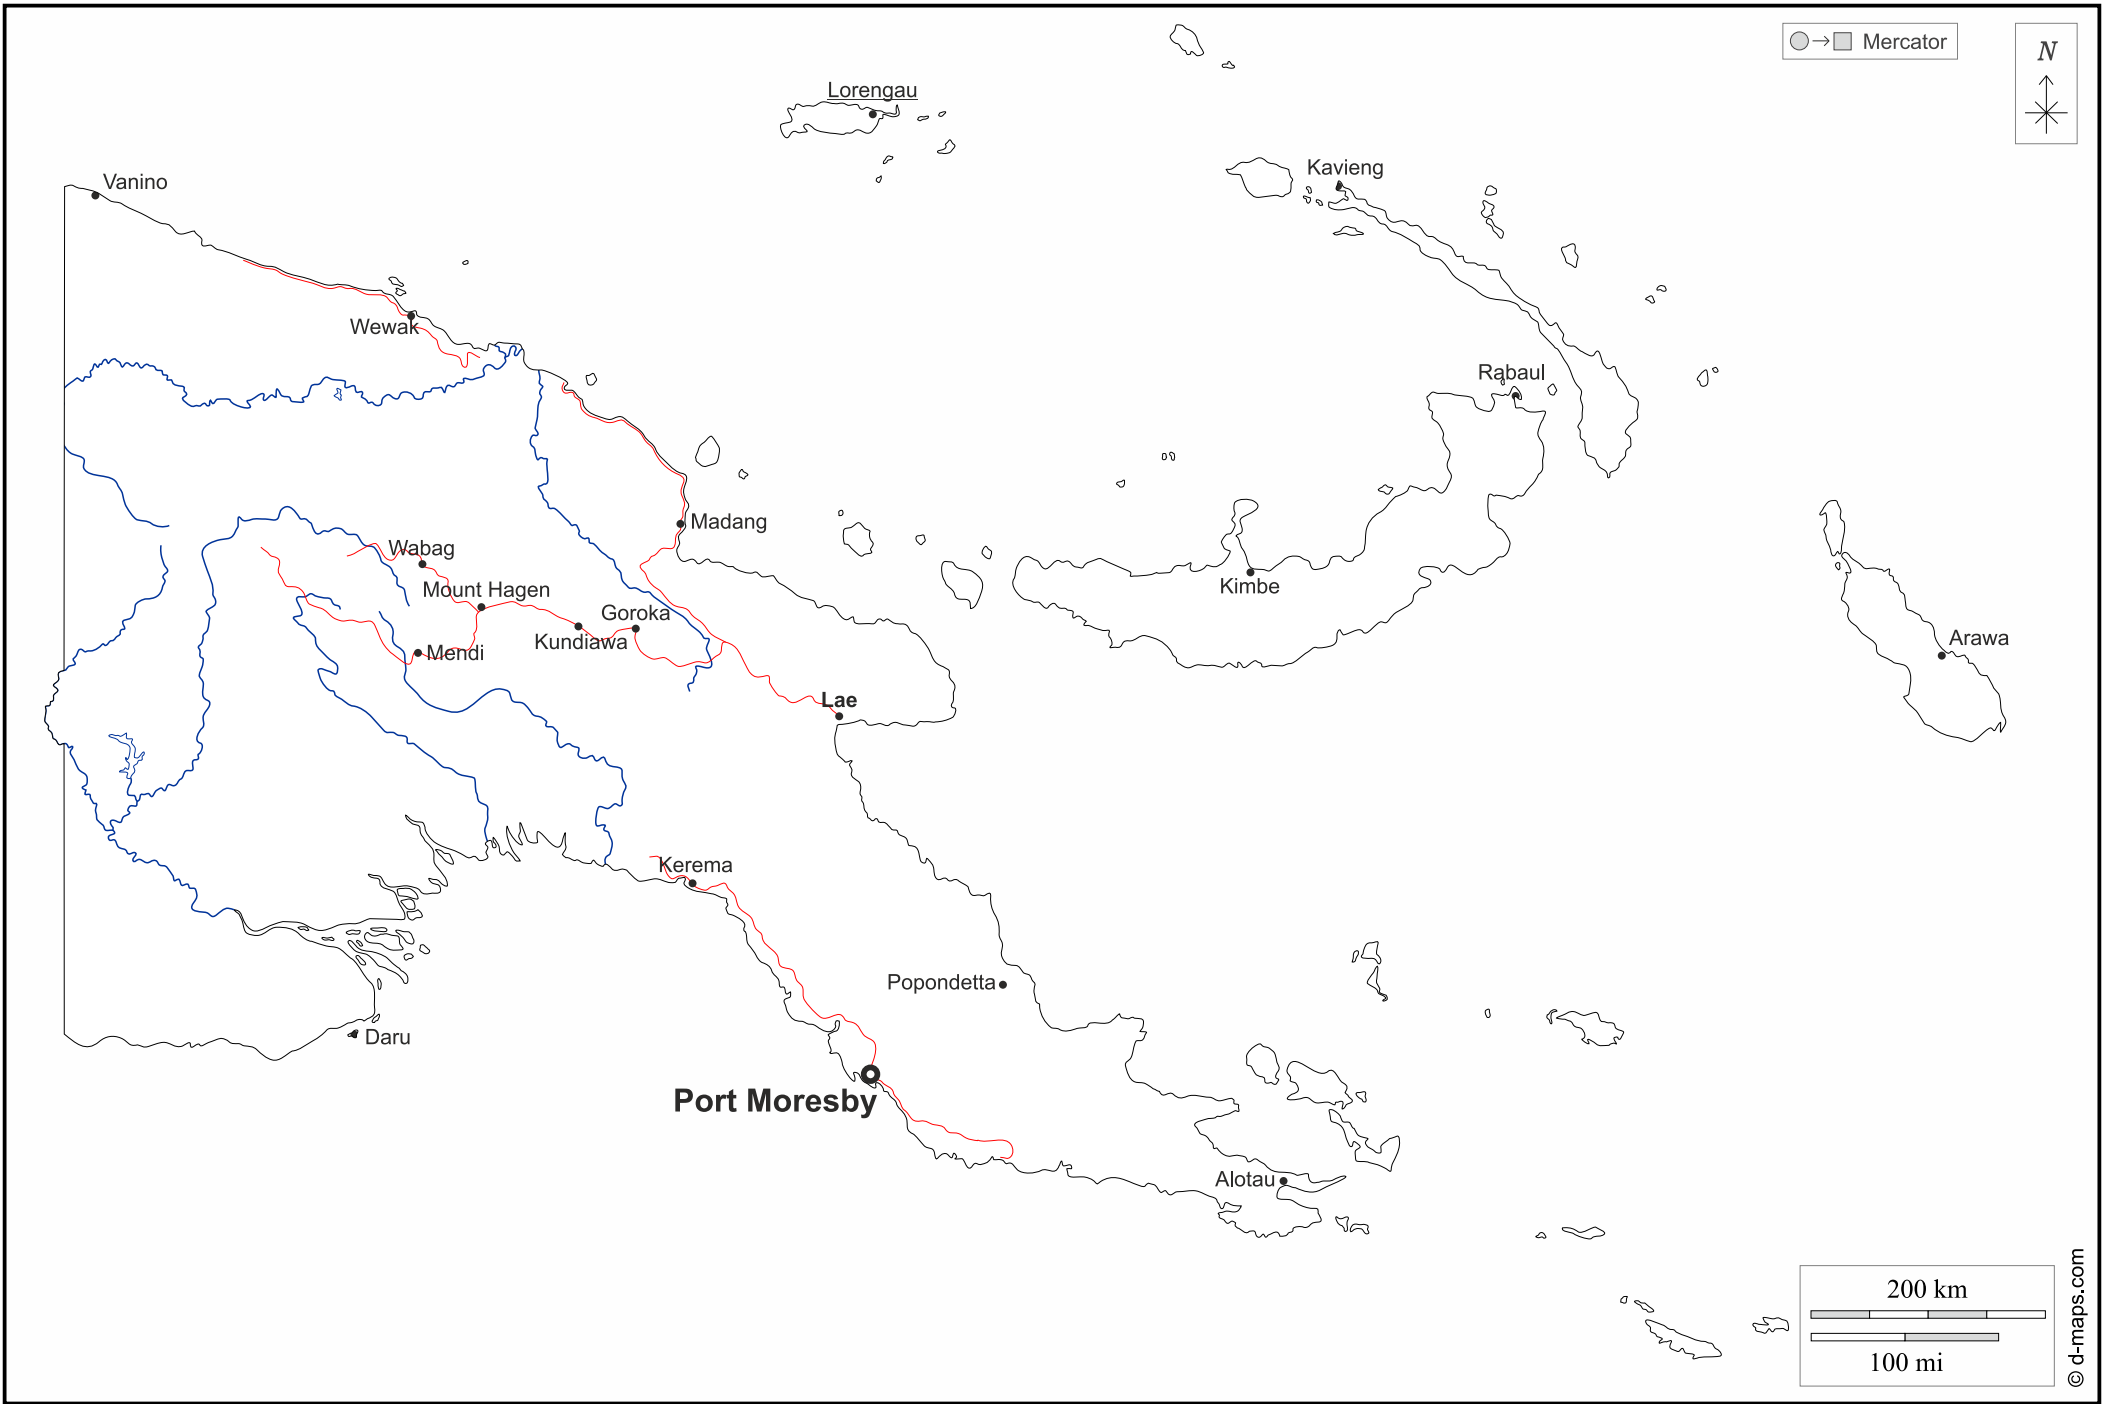 Mercator
N
Lorengau
Kavieng
Vanino
Wewak
Rabaul
Madang
Wabag
Mount Hagen
Kimbe
Goroka
Kundiawa
Mendi
Arawa
Lae
Kerema
Popondetta
Daru
Port Moresby
Alotau
200 km
100 mi
© d-maps.com